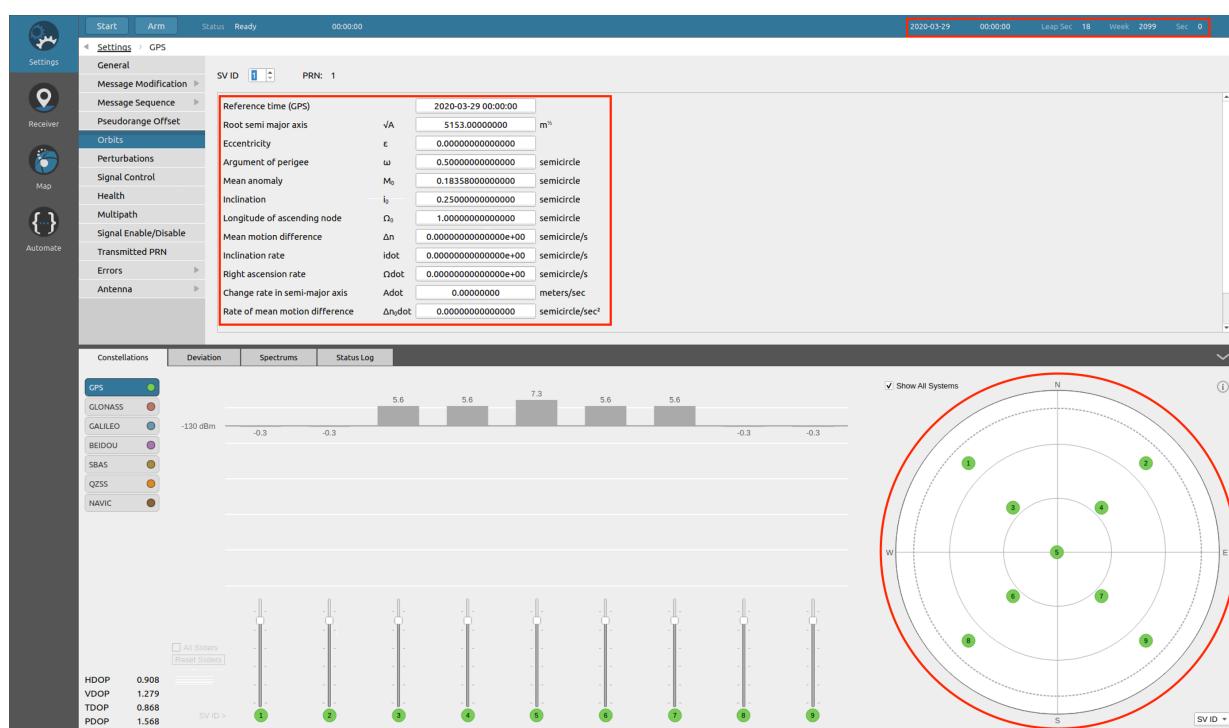 Start Arm Status Ready 00:00:00 2020-03-29 00:00:00 Leap Sec 18 Week 2099 Sec 0
Settings
Receiver
Map
Automate
Settings GPS
General
Message Modification
Message Sequence
Pseudorange Offset
Orbits
Perturbations
Signal Control
Health
Multipath
Signal Enable/Disable
Transmitted PRN
Errors
Antenna
SV ID 1 PRN: 1
Reference time (GPS) 2020-03-29 00:00:00
Root semi major axis √A 5153.00000000 m½
Eccentricity ε 0.00000000000000
Argument of perigee ω 0.50000000000000 semicircle
Mean anomaly M₀ 0.18358000000000 semicircle
Inclination i₀ 0.25000000000000 semicircle
Longitude of ascending node Ω₀ 1.00000000000000 semicircle
Mean motion difference Δn 0.00000000000000e+00 semicircle/s
Inclination rate idot 0.00000000000000e+00 semicircle/s
Right ascension rate Ωdot 0.00000000000000e+00 semicircle/s
Change rate in semi-major axis Adot 0.00000000 meters/sec
Rate of mean motion difference Δn₀dot 0.00000000000000 semicircle/sec²
Constellations Deviation Spectrums Status Log
GPS
GLONASS
GALILEO
BEIDOU
SBAS
QZSS
NAVIC
-130 dBm
-0.3 -0.3 5.6 5.6 7.3 5.6 5.6 -0.3 -0.3
All Sliders
Reset Sliders
HDOP 0.908
VDOP 1.279
TDOP 0.868
PDOP 1.568
SV ID > 1 2 3 4 5 6 7 8 9
Show All Systems
N
1 2
3 4
W 5 E
6 7
8 9
S
SV ID